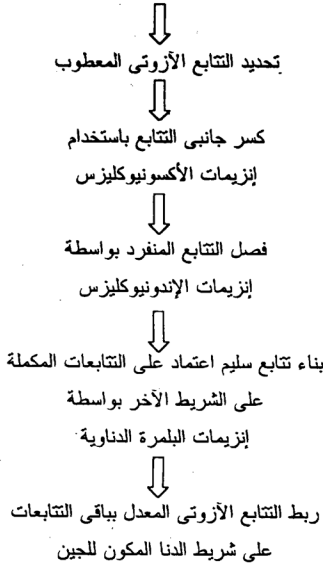 تحديد التتابع الآزوتى المعطوب
كسر جانبى التتابع باستخدام
إنزيمات الأكسونيوكليزس
فصل التتابع المنفرد بواسطة
إنزيمات الإندونيوكليزس
بناء تتابع سليم اعتماد على التتابعات المكملة
على الشريط الآخر بواسطة
إنزيمات البلمرة الدناوية
ربط التتابع الآزوتى المعدل بباقى التتابعات
على شريط الدنا المكون للجين